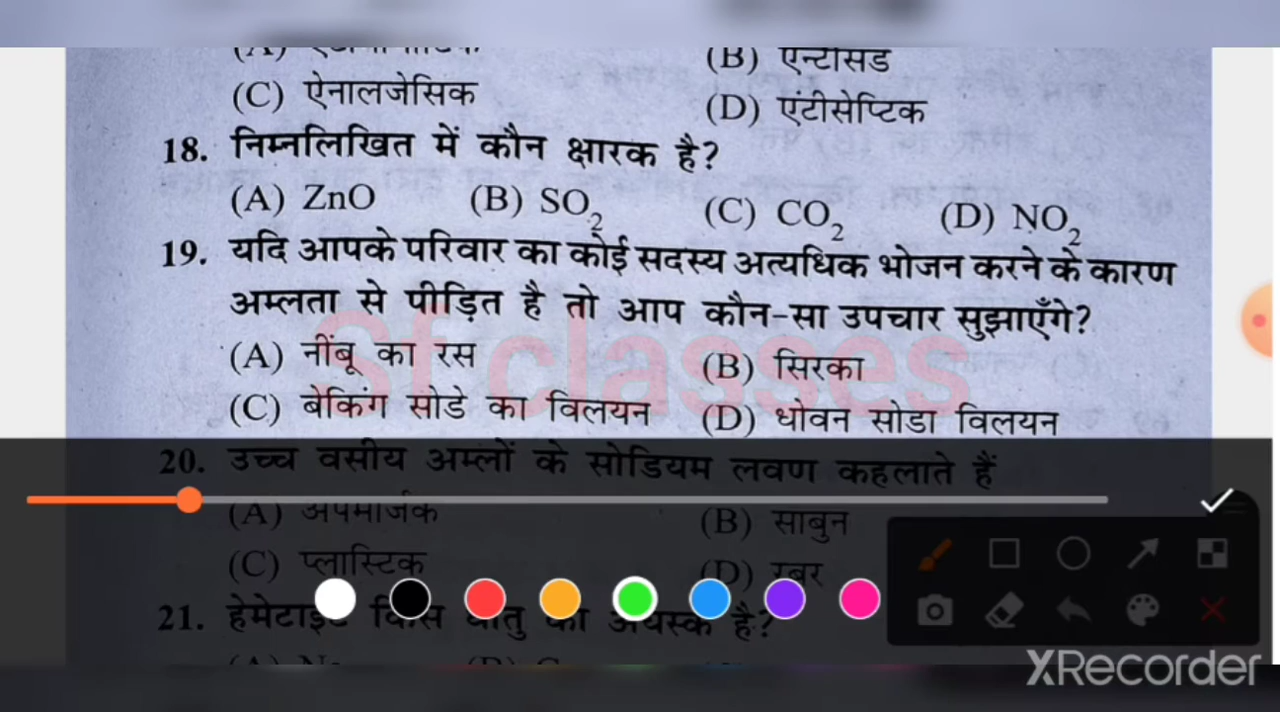 (B) एन्टासिड
(C) ऐनालजेसिक (D) एंटीसेप्टिक
18. निम्नलिखित में कौन क्षारक है?
(A) ZnO (B) SO₂ (C) CO₂ (D) NO₂
19. यदि आपके परिवार का कोई सदस्य अत्यधिक भोजन करने के कारण
अम्लता से पीड़ित है तो आप कौन-सा उपचार सुझाएँगे?
(A) नींबू का रस (B) सिरका
Sf classes
(C) बेकिंग सोडे का विलयन (D) धोवन सोडा विलयन
20. उच्च वसीय अम्लों के सोडियम लवण कहलाते हैं
(A) अपमार्जक (B) साबुन
(C) प्लास्टिक (D) रबर
21. हेमेटाइट किस धातु का अयस्क है?
XRecorder